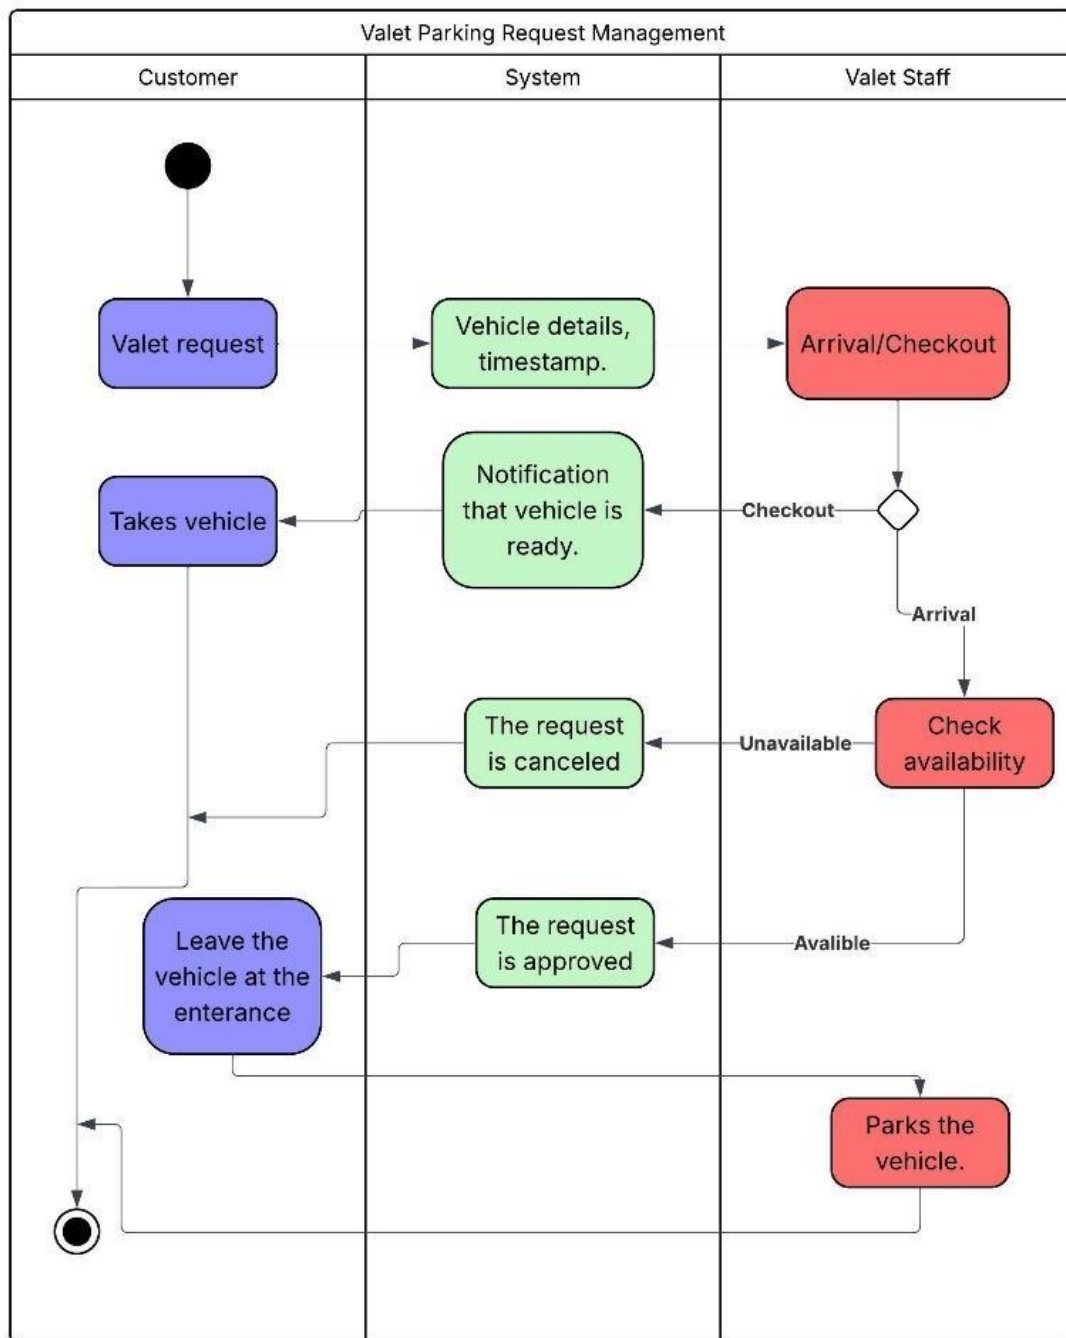 Valet Parking Request Management
Customer
System
Valet Staff
Valet request
Vehicle details,
timestamp.
Arrival/Checkout
Takes vehicle
Notification
that vehicle is
ready.
Checkout
Arrival
The request
is canceled
Unavailable
Check
availability
Leave the
vehicle at the
enterance
The request
is approved
Avalible
Parks the
vehicle.